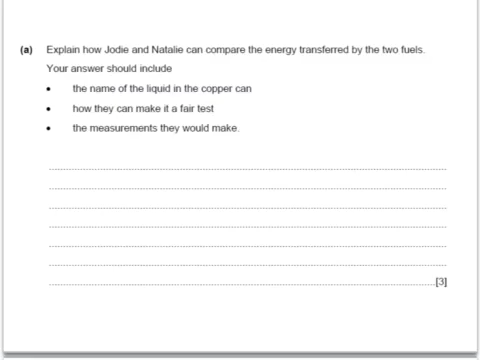 (a) Explain how Jodie and Natalie can compare the energy transferred by the two fuels.
Your answer should include
• the name of the liquid in the copper can
• how they can make it a fair test
• the measurements they would make.
[3]